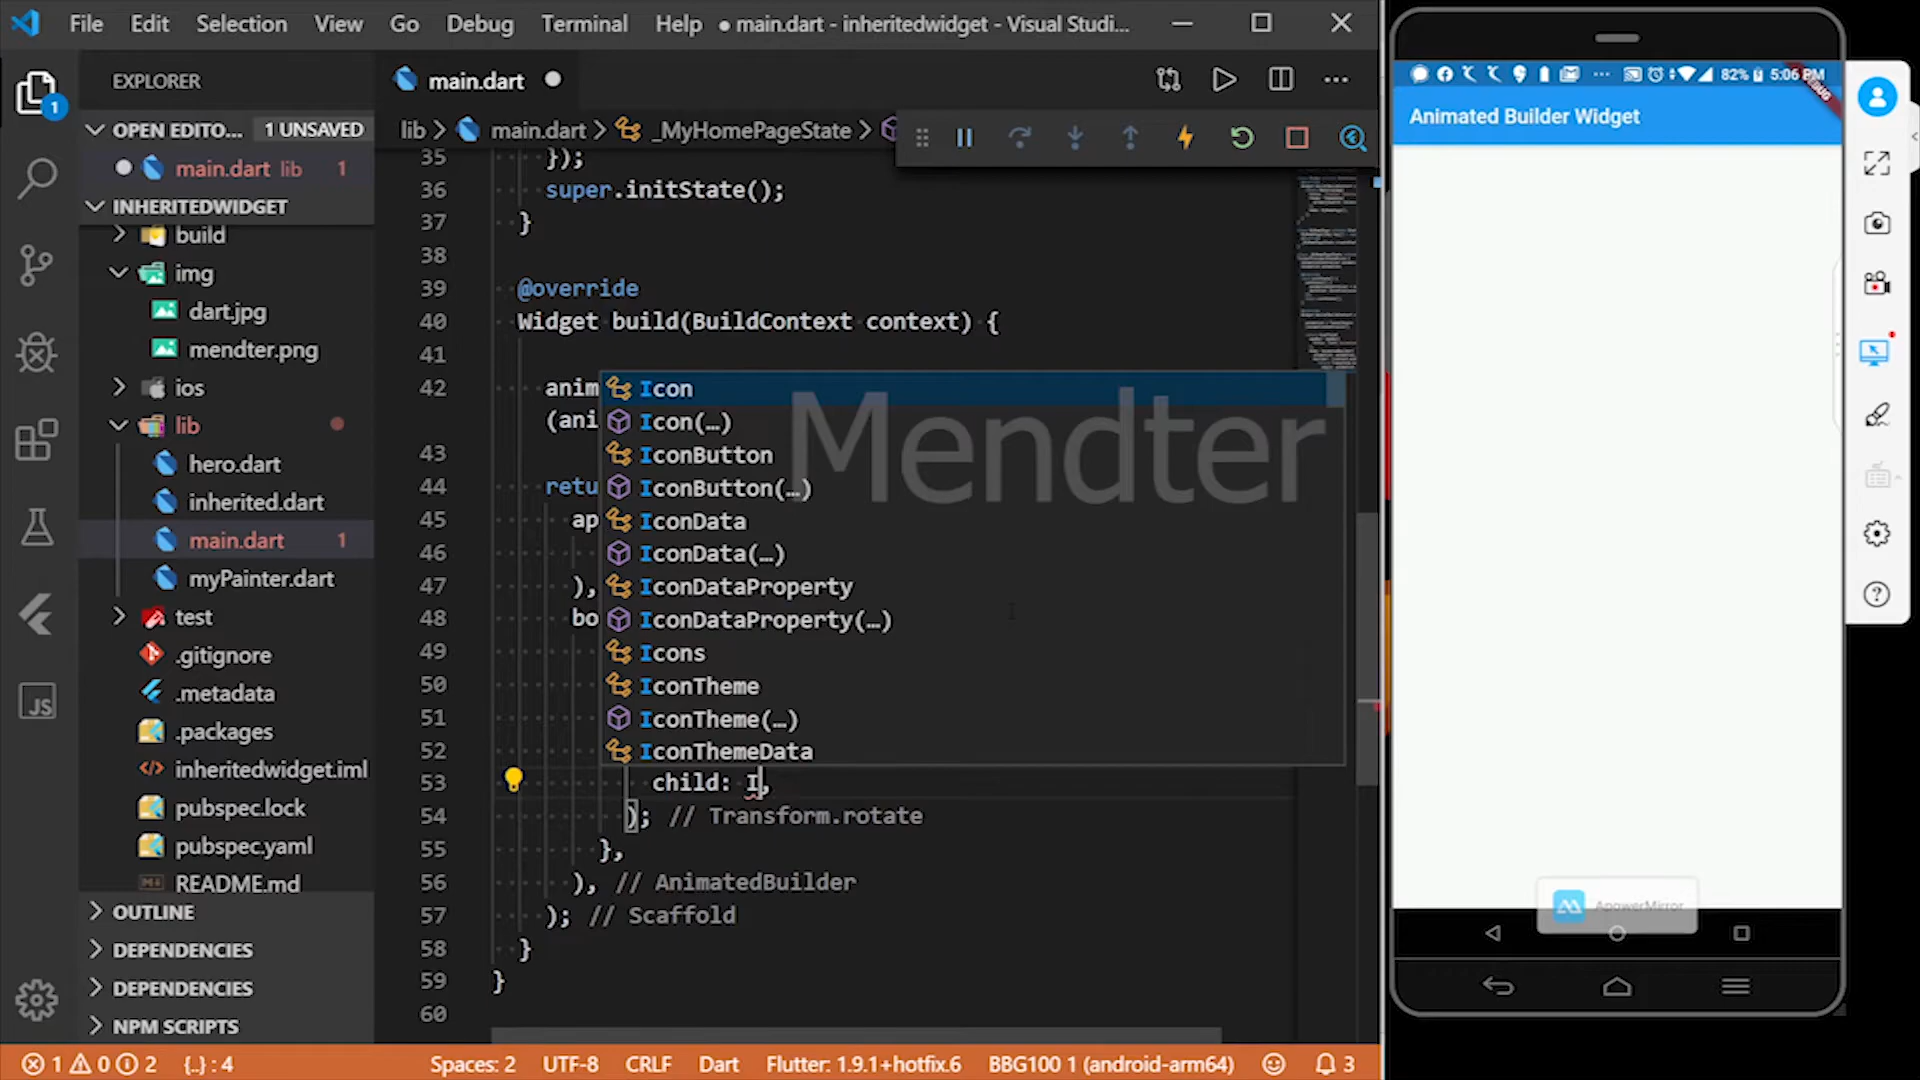 File Edit Selection View Go Debug Terminal Help ● main.dart - inheritedwidget - Visual Studi...
EXPLORER
OPEN EDITO... 1 UNSAVED
main.dart lib 1
INHERITEDWIDGET
build
img
dart.jpg
mendter.png
ios
lib
hero.dart
inherited.dart
main.dart 1
myPainter.dart
test
.gitignore
.metadata
.packages
inheritedwidget.iml
pubspec.lock
pubspec.yaml
README.md
OUTLINE
DEPENDENCIES
DEPENDENCIES
NPM SCRIPTS
main.dart
lib > main.dart > _MyHomePageState >
35 });
36 super.initState();
37 }
38
39 @override
40 Widget build(BuildContext context) {
41
42 anim
(ani
43
44 retu
45 ap
46
47 ),
48 bo
49
50
51
52
53 child: I,
54 ); // Transform.rotate
55 },
56 ), // AnimatedBuilder
57 ); // Scaffold
58 }
59 }
60
Icon
Icon(…)
IconButton
IconButton(…)
IconData
IconData(…)
IconDataProperty
IconDataProperty(…)
Icons
IconTheme
IconTheme(…)
IconThemeData
Mendter
1 0 2 {..} : 4 Spaces: 2 UTF-8 CRLF Dart Flutter: 1.9.1+hotfix.6 BBG100 1 (android-arm64) 3
82% 5:06 PM
DEBUG
Animated Builder Widget
ApowerMirror
1
JS